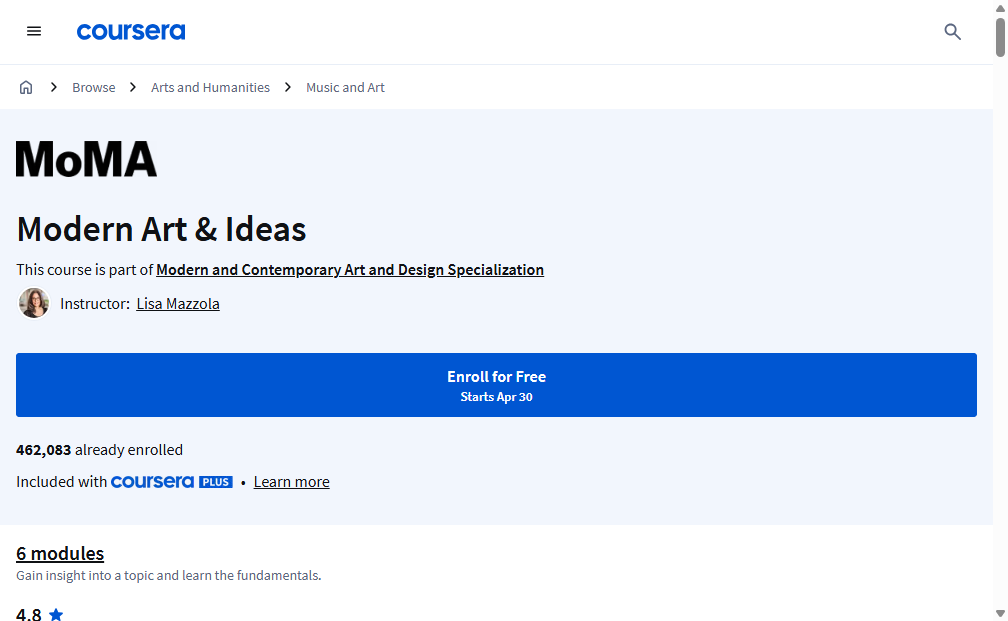 coursera
Browse
Arts and Humanities
Music and Art
MoMA
Modern Art & Ideas
This course is part of Modern and Contemporary Art and Design Specialization
Instructor: Lisa Mazzola
Enroll for Free
Starts Apr 30
462,083 already enrolled
Included with coursera PLUS • Learn more
6 modules
Gain insight into a topic and learn the fundamentals.
4.8